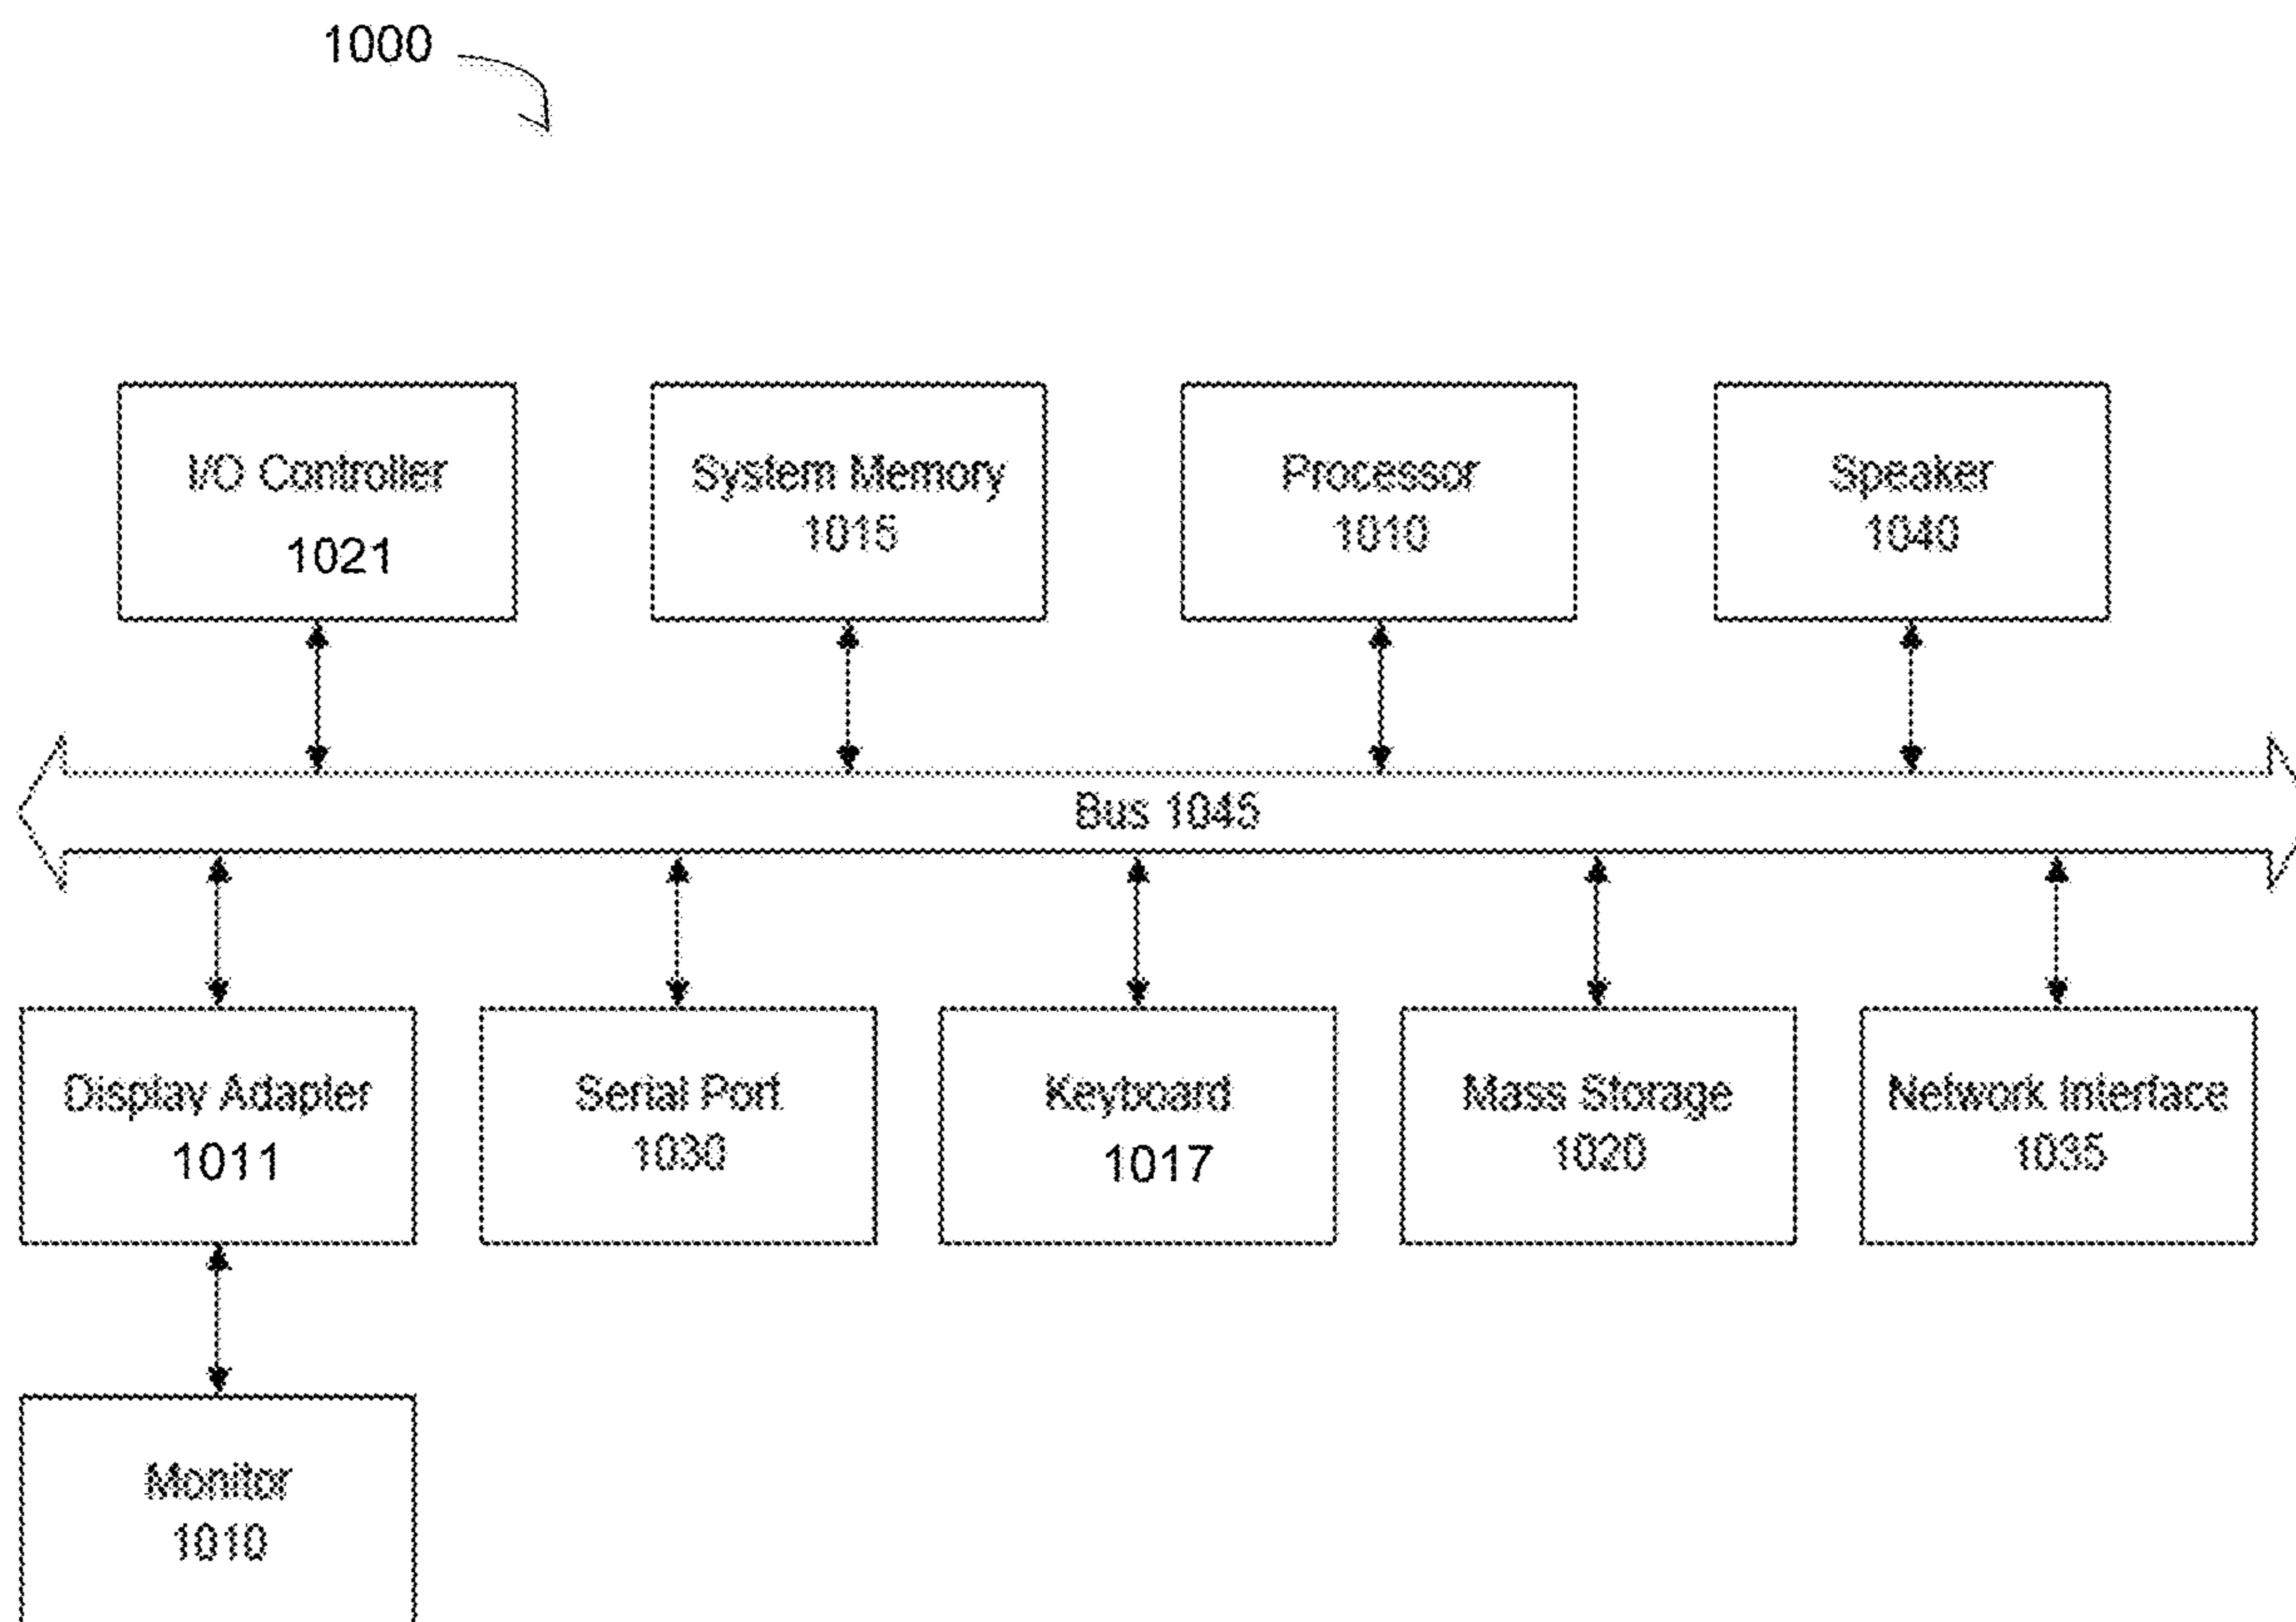 1000
I/O Controller
1021
System Memory
1015
Processor
1010
Speaker
1040
Bus 1045
Display Adapter
1011
Serial Port
1030
Keyboard
1017
Mass Storage
1020
Network Interface
1035
Monitor
1010